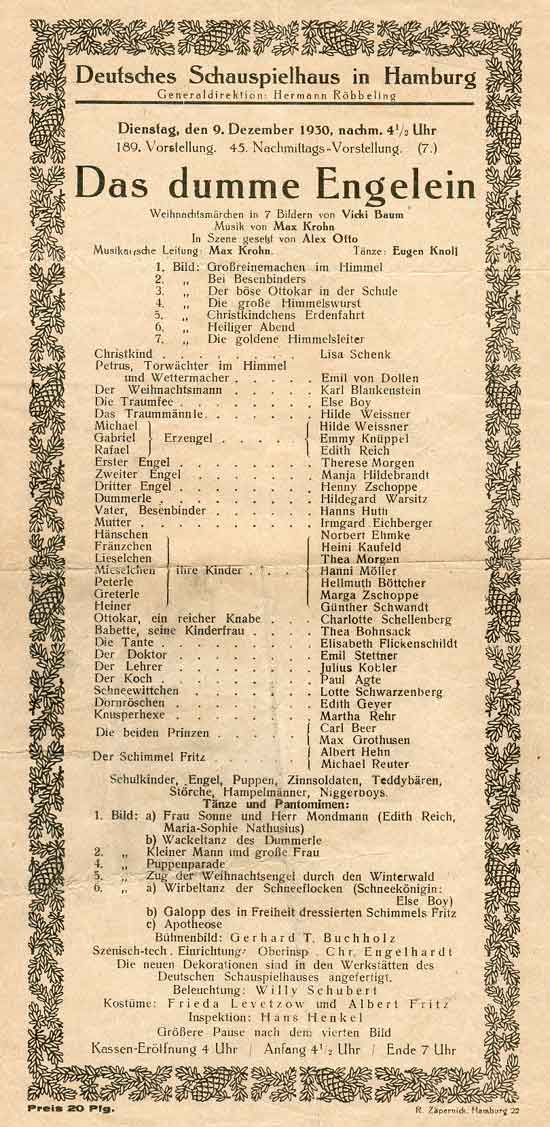 Deutsches Schauspielhaus in Hamburg
Generaldirektion: Hermann Röbbeling
Dienstag, den 9. Dezember 1930, nachm. 4½ Uhr
189. Vorstellung. 45. Nachmittags-Vorstellung. (7.)
Das dumme Engelein
Weihnachtsmärchen in 7 Bildern von Vicki Baum
Musik von Max Krohn
In Szene gesetzt von Alex Otto
Musikalische Leitung: Max Krohn. Tänze: Eugen Knoll
1. Bild: Großreinemachen im Himmel
2. „ Bei Besenbinders
3. „ Der böse Ottokar in der Schule
4. „ Die große Himmelswurst
5. „ Christkindchens Erdenfahrt
6. „ Heiliger Abend
7. „ Die goldene Himmelsleiter
Christkind . . . . . . . . Lisa Schenk
Petrus, Torwächter im Himmel
und Wettermacher . . . . . Emil von Dollen
Der Weihnachtsmann . . . . . Karl Blankenstein
Die Traumfee . . . . . . . Else Boy
Das Traummännle . . . . . . Hilde Weissner
Michael Hilde Weissner
Gabriel } Erzengel . . . . . { Emmy Knüppel
Rafael Edith Reich
Erster Engel . . . . . . . Therese Morgen
Zweiter Engel . . . . . . Manja Hildebrandt
Dritter Engel . . . . . . . Henny Zschoppe
Dummerle . . . . . . . . Hildegard Warsitz
Vater, Besenbinder . . . . . Hanns Huth
Mutter . . . . . . . . . Irmgard Eichberger
Hänschen Norbert Ehmke
Fränzchen Heini Kaufeld
Lieselchen Thea Morgen
Mieselchen } ihre Kinder . . . { Hanni Möller
Peterle Hellmuth Böttcher
Greterle Marga Zschoppe
Heiner Günther Schwandt
Ottokar, ein reicher Knabe . . . Charlotte Schellenberg
Babette, seine Kinderfrau . . . Thea Bohnsack
Die Tante . . . . . . . . Elisabeth Flickenschildt
Der Doktor . . . . . . . Emil Stettner
Der Lehrer . . . . . . . Julius Kobler
Der Koch . . . . . . . . Paul Agte
Schneewittchen . . . . . . Lotte Schwarzenberg
Dornröschen . . . . . . . Edith Geyer
Knusperhexe . . . . . . . Martha Rehr
Die beiden Prinzen . . . . . { Carl Beer
Max Grothusen
Der Schimmel Fritz . . . . . { Albert Hehn
Michael Reuter
Schulkinder, Engel, Puppen, Zinnsoldaten, Teddybären,
Störche, Hampelmänner, Niggerboys.
Tänze und Pantomimen:
1. Bild: a) Frau Sonne und Herr Mondmann (Edith Reich,
Maria-Sophie Nathusius)
b) Wackeltanz des Dummerle
2. „ Kleiner Mann und große Frau
4. „ Puppenparade
5. „ Zug der Weihnachtsengel durch den Winterwald
6. „ a) Wirbeltanz der Schneeflocken (Schneekönigin:
Else Boy)
b) Galopp des in Freiheit dressierten Schimmels Fritz
c) Apotheose
Bühnenbild: Gerhard T. Buchholz
Szenisch-tech. Einrichtung: Oberinsp. Chr. Engelhardt
Die neuen Dekorationen sind in den Werkstätten des
Deutschen Schauspielhauses angefertigt.
Beleuchtung: Willy Schubert
Kostüme: Frieda Levetzow und Albert Fritz
Inspektion: Hans Henkel
Größere Pause nach dem vierten Bild
Kassen-Eröffnung 4 Uhr / Anfang 4½ Uhr / Ende 7 Uhr
Preis 20 Pfg. R. Zäpernick, Hamburg 22